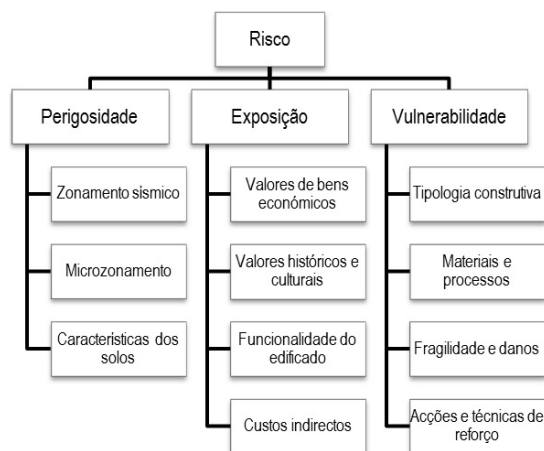 Risco
Perigosidade
Exposição
Vulnerabilidade
Zonamento sísmico
Microzonamento
Características dos
solos
Valores de bens
económicos
Valores históricos e
culturais
Funcionalidade do
edificado
Custos indirectos
Tipologia construtiva
Materiais e
processos
Fragilidade e danos
Acções e técnicas de
reforço